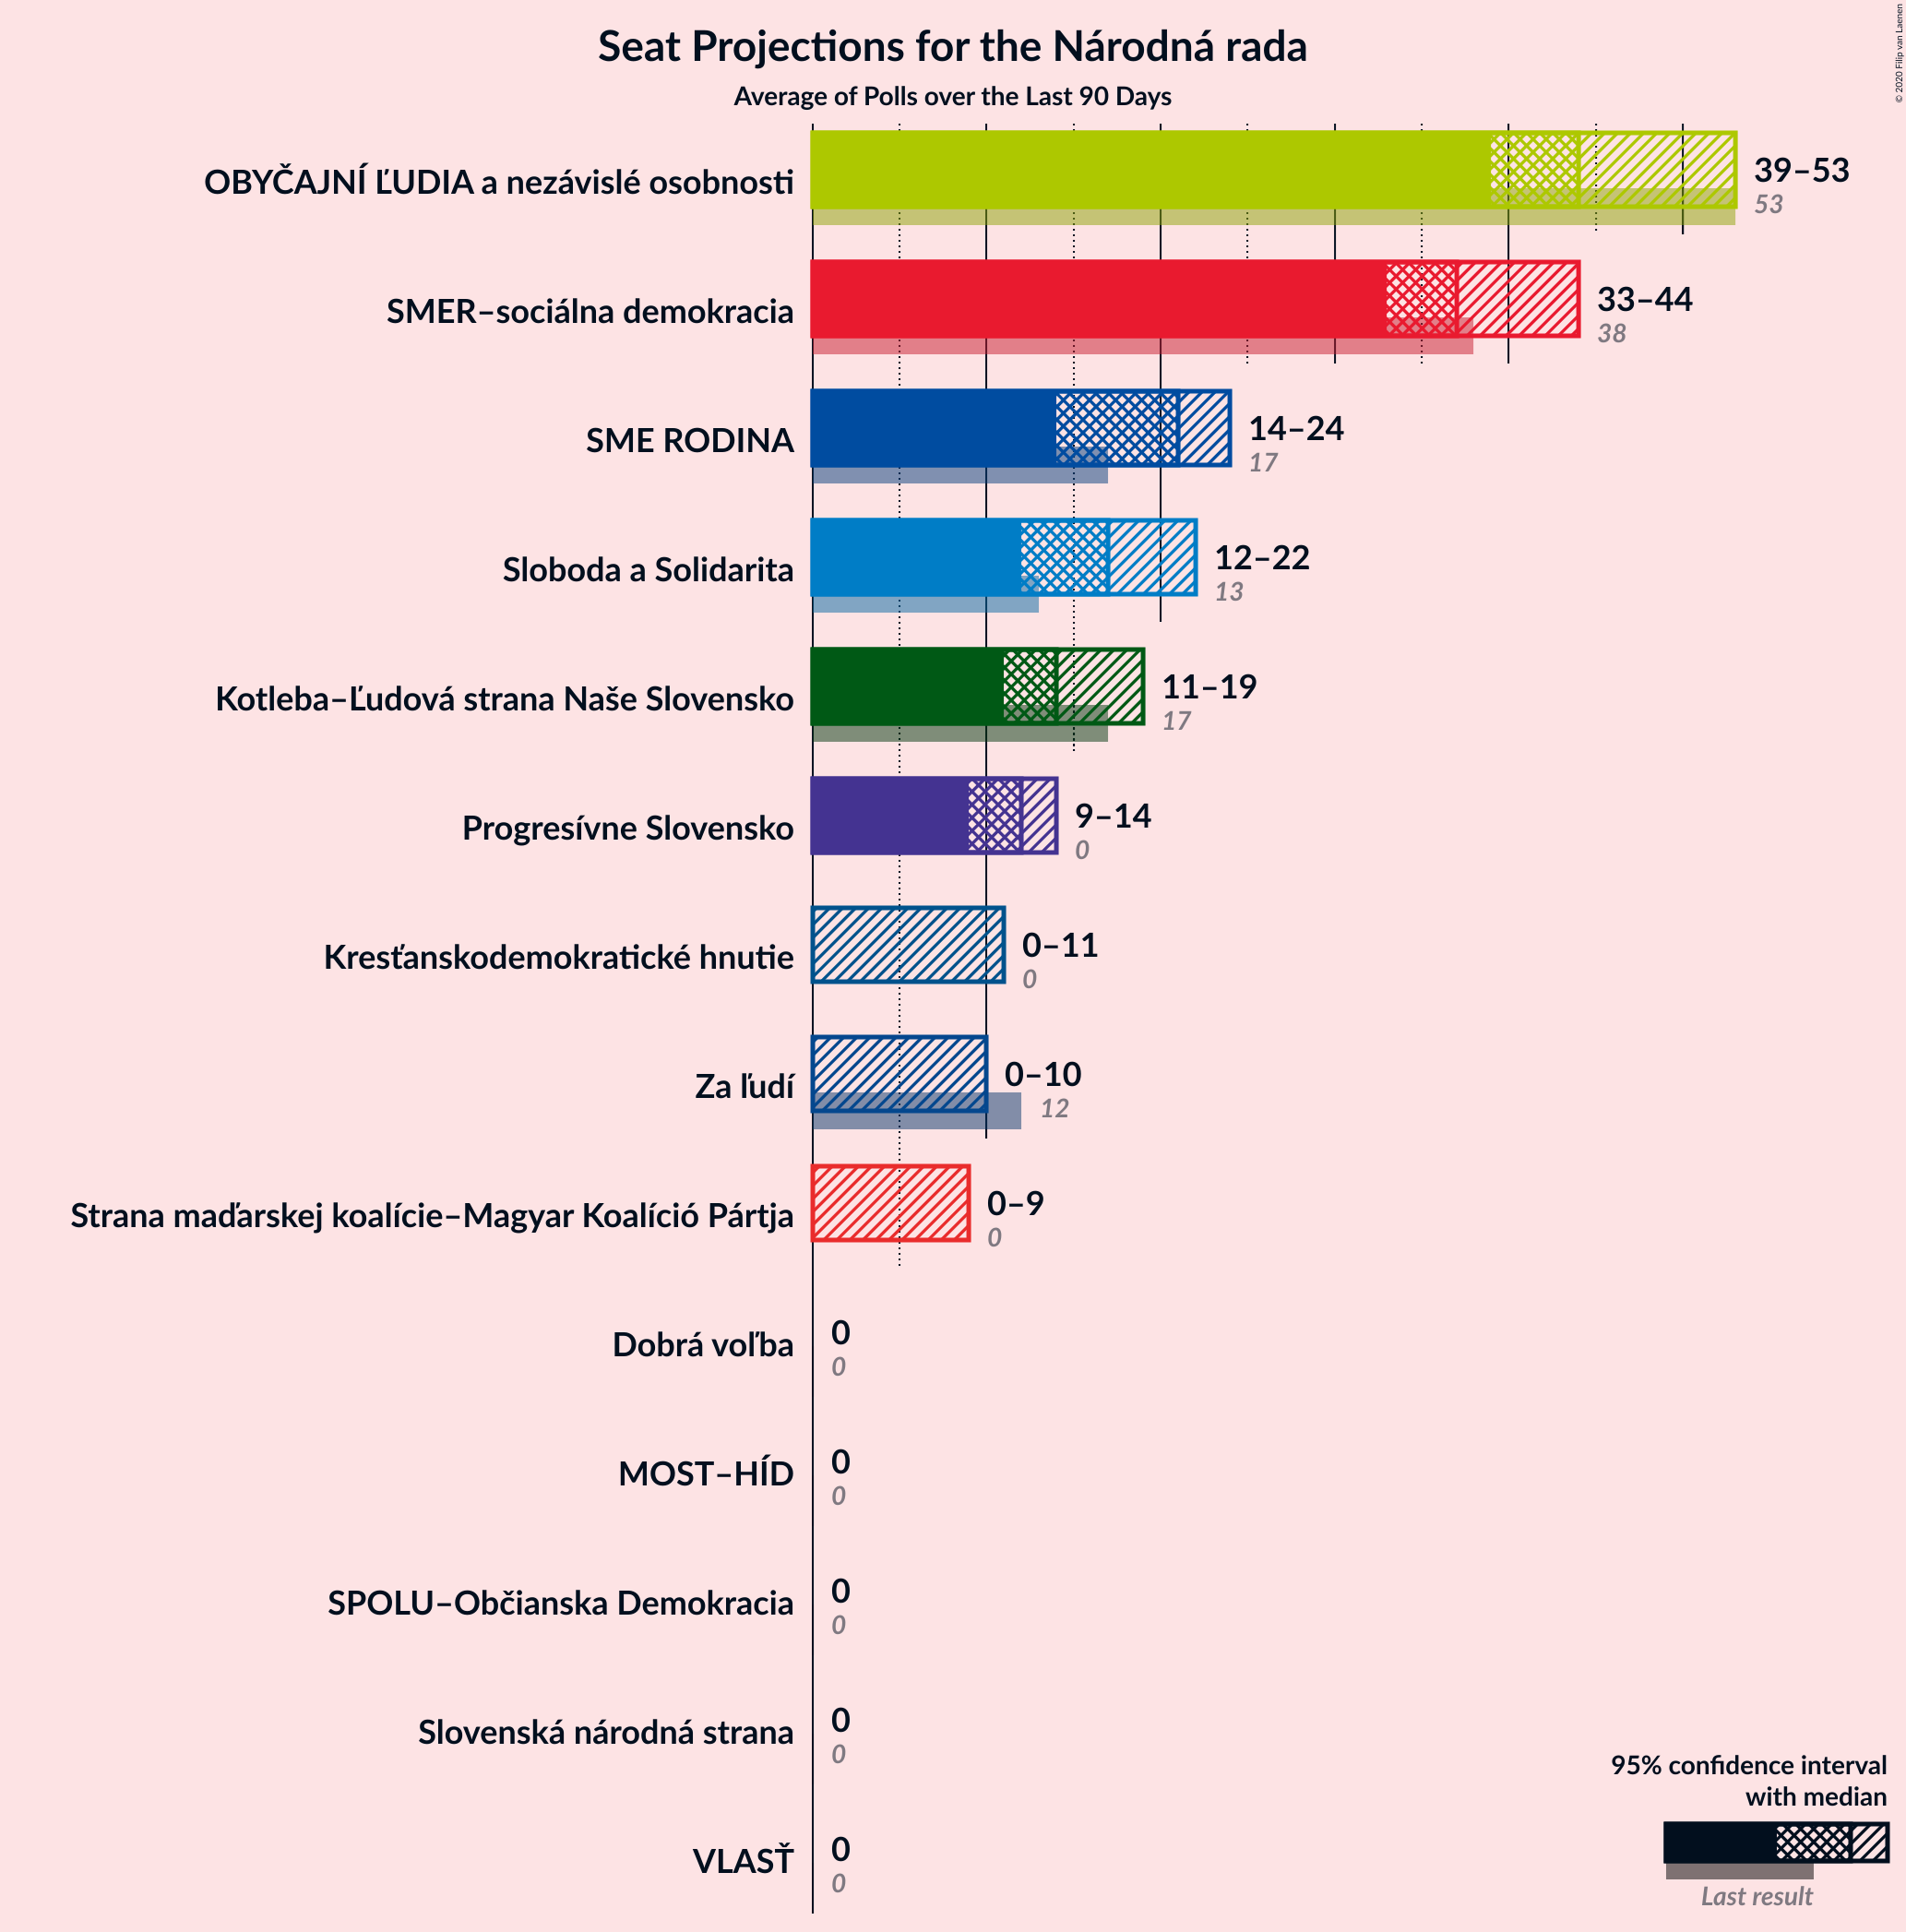 Seat Projections for the Národná rada
Average of Polls over the Last 90 Days
© 2020 Filip van Laenen
OBYČAJNÍ ĽUDIA a nezávislé osobnosti
39–53
53
SMER–sociálna demokracia
33–44
38
SME RODINA
14–24
17
Sloboda a Solidarita
12–22
13
Kotleba–Ľudová strana Naše Slovensko
11–19
17
Progresívne Slovensko
9–14
0
Kresťanskodemokratické hnutie
0–11
0
Za ľudí
0–10
12
Strana maďarskej koalície–Magyar Koalíció Pártja
0–9
0
Dobrá voľba
0
0
MOST–HÍD
0
0
SPOLU–Občianska Demokracia
0
0
Slovenská národná strana
0
0
VLASŤ
0
0
95% confidence interval
with median
Last result